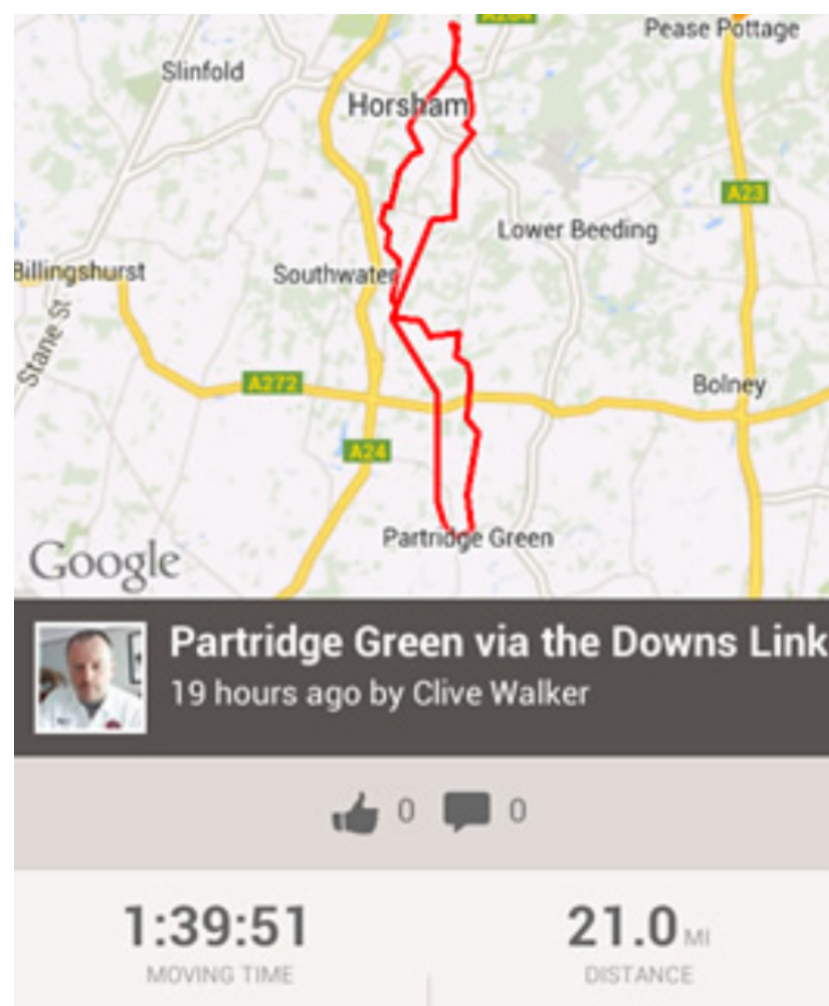 A264
Pease Pottage
Slinfold
Horsham
A23
Lower Beeding
Billingshurst
Southwater
Stane St
A272
Bolney
A24
Partridge Green
Google
Partridge Green via the Downs Link
19 hours ago by Clive Walker
0 0
1:39:51 21.0 MI
MOVING TIME DISTANCE